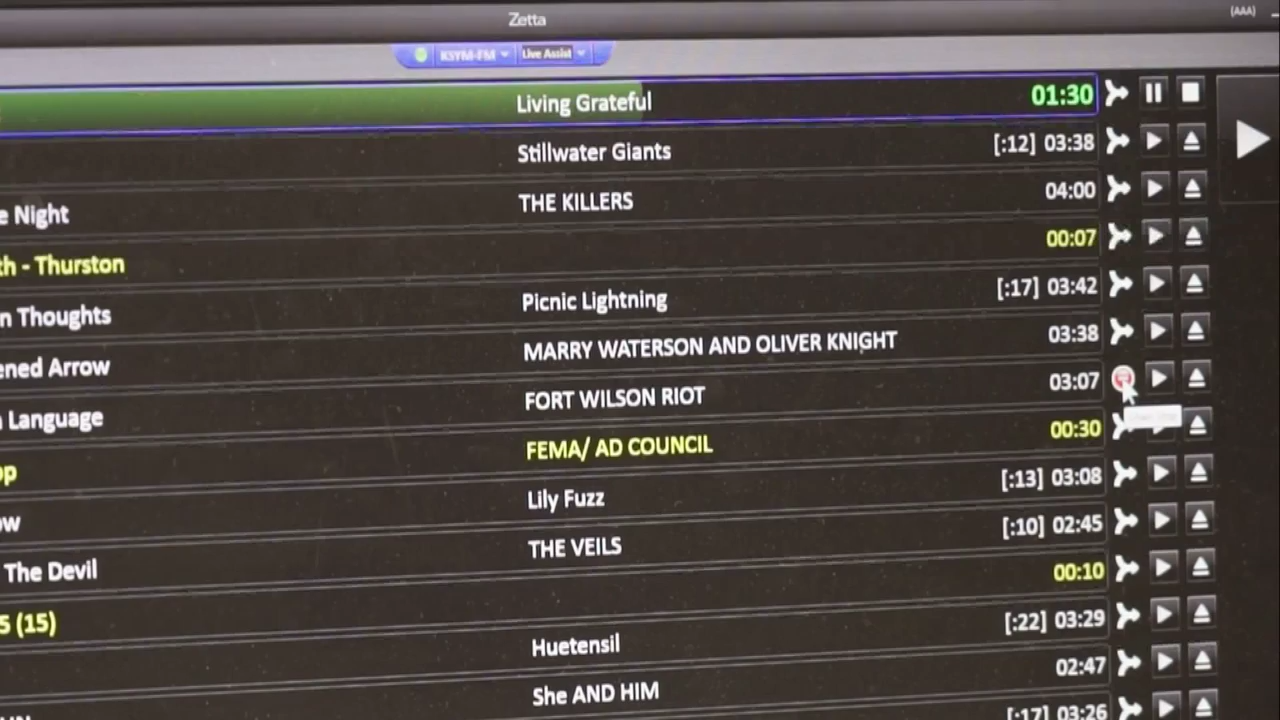 Zetta
(AAA)
KSYM-FM Live Assist
Living Grateful 01:30
Stillwater Giants [:12] 03:38
e Night THE KILLERS 04:00
th - Thurston 00:07
n Thoughts Picnic Lightning [:17] 03:42
ened Arrow MARRY WATERSON AND OLIVER KNIGHT 03:38
Language FORT WILSON RIOT 03:07
op FEMA/ AD COUNCIL 00:30
ow Lily Fuzz [:13] 03:08
The Devil THE VEILS [:10] 02:45
5 (15) 00:10
Huetensil [:22] 03:29
She AND HIM 02:47
[:17] 03:26